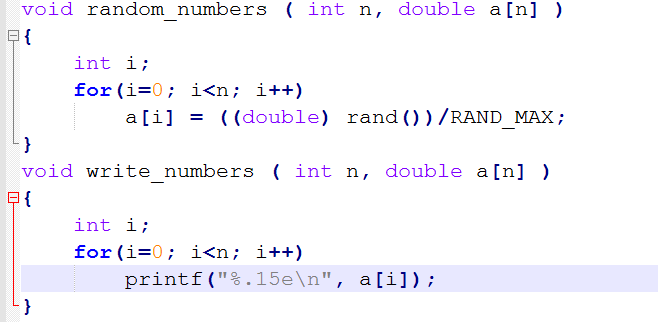 void random_numbers ( int n, double a[n] )
{
    int i;
    for(i=0; i<n; i++)
        a[i] = ((double) rand())/RAND_MAX;
}
void write_numbers ( int n, double a[n] )
{
    int i;
    for(i=0; i<n; i++)
        printf("%.15e\n", a[i]);
}